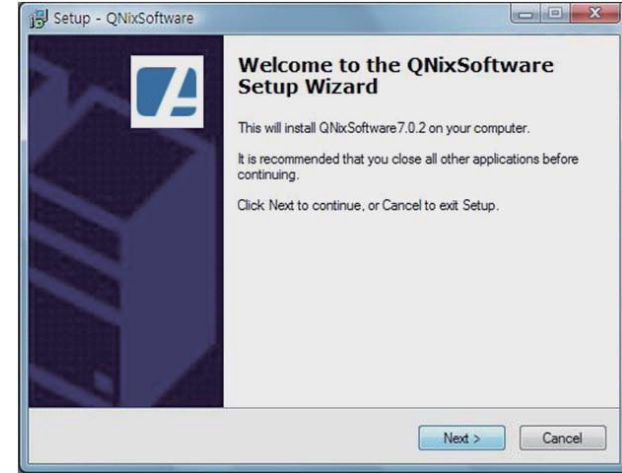 Setup - QNixSoftware
Welcome to the QNixSoftware
Setup Wizard
This will install QNixSoftware7.0.2 on your computer.
It is recommended that you close all other applications before
continuing.
Click Next to continue, or Cancel to exit Setup.
Next >
Cancel